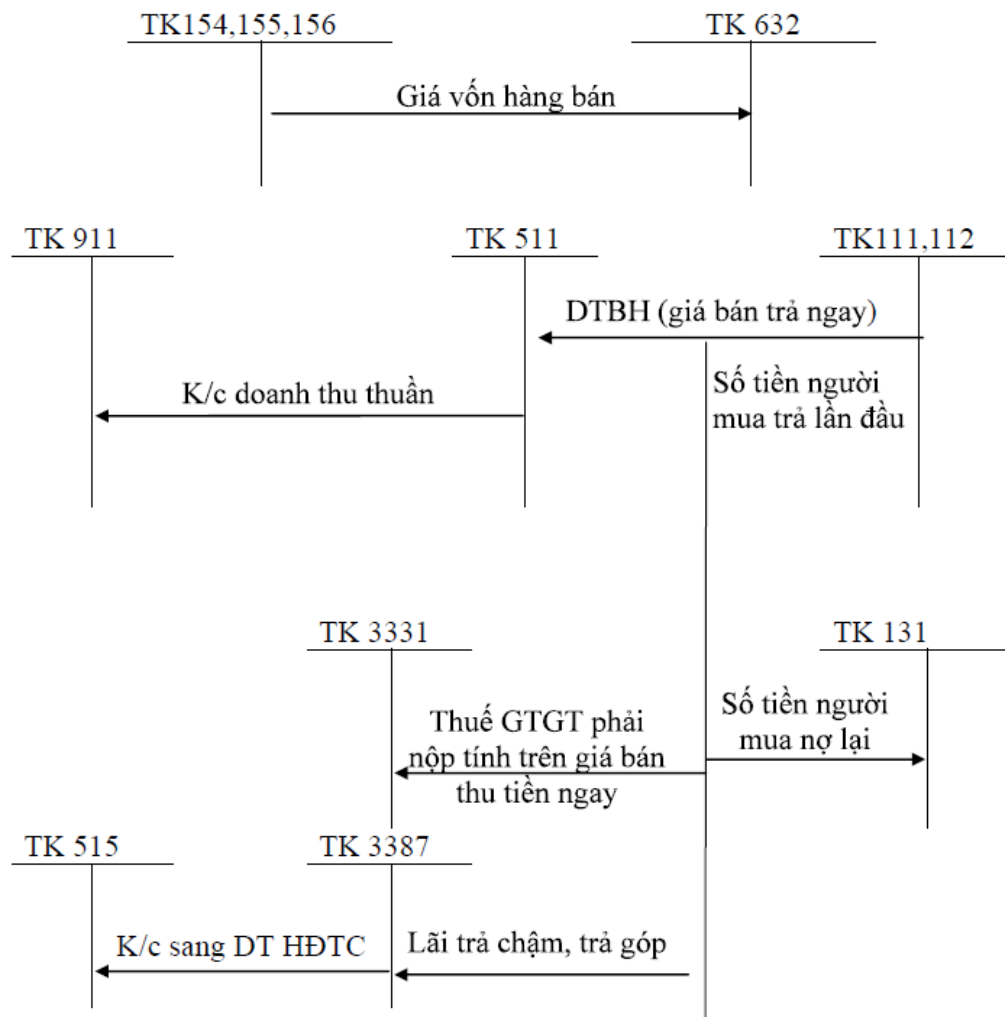 TK154,155,156
TK 632
Giá vốn hàng bán
TK 911
TK 511
TK111,112
DTBH (giá bán trả ngay)
K/c doanh thu thuần
Số tiền người
mua trả lần đầu
TK 3331
TK 131
Thuế GTGT phải
nộp tính trên giá bán
thu tiền ngay
Số tiền người
mua nợ lại
TK 515
TK 3387
K/c sang DT HĐTC
Lãi trả chậm, trả góp